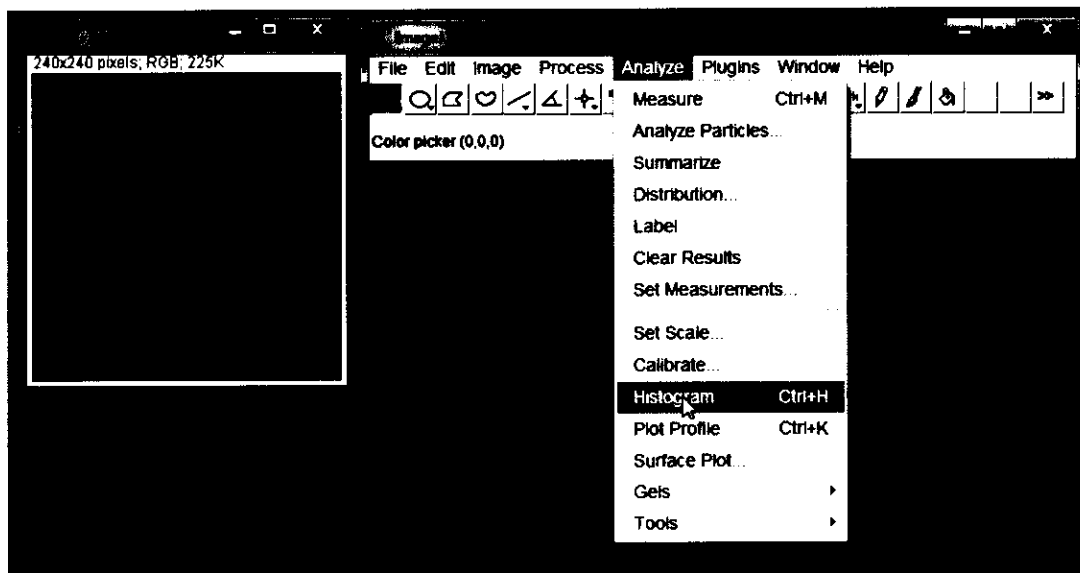 240x240 pixels; RGB; 225K
ImageJ
File Edit Image Process Analyze Plugins Window Help
Color picker (0,0,0)
Measure Ctrl+M
Analyze Particles...
Summarize
Distribution...
Label
Clear Results
Set Measurements...
Set Scale...
Calibrate...
Histogram Ctrl+H
Plot Profile Ctrl+K
Surface Plot...
Gels
Tools